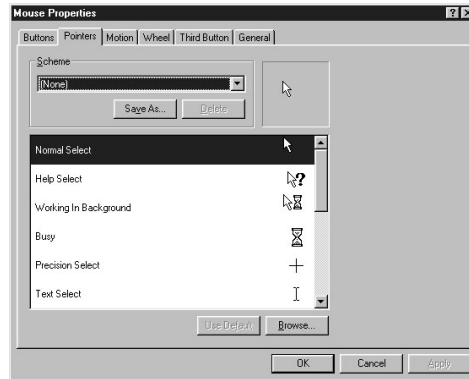 Mouse Properties
Buttons Pointers Motion Wheel Third Button General
Scheme
(None)
Save As... Delete
Normal Select
Help Select
Working In Background
Busy
Precision Select
Text Select
Use Default Browse...
OK Cancel Apply